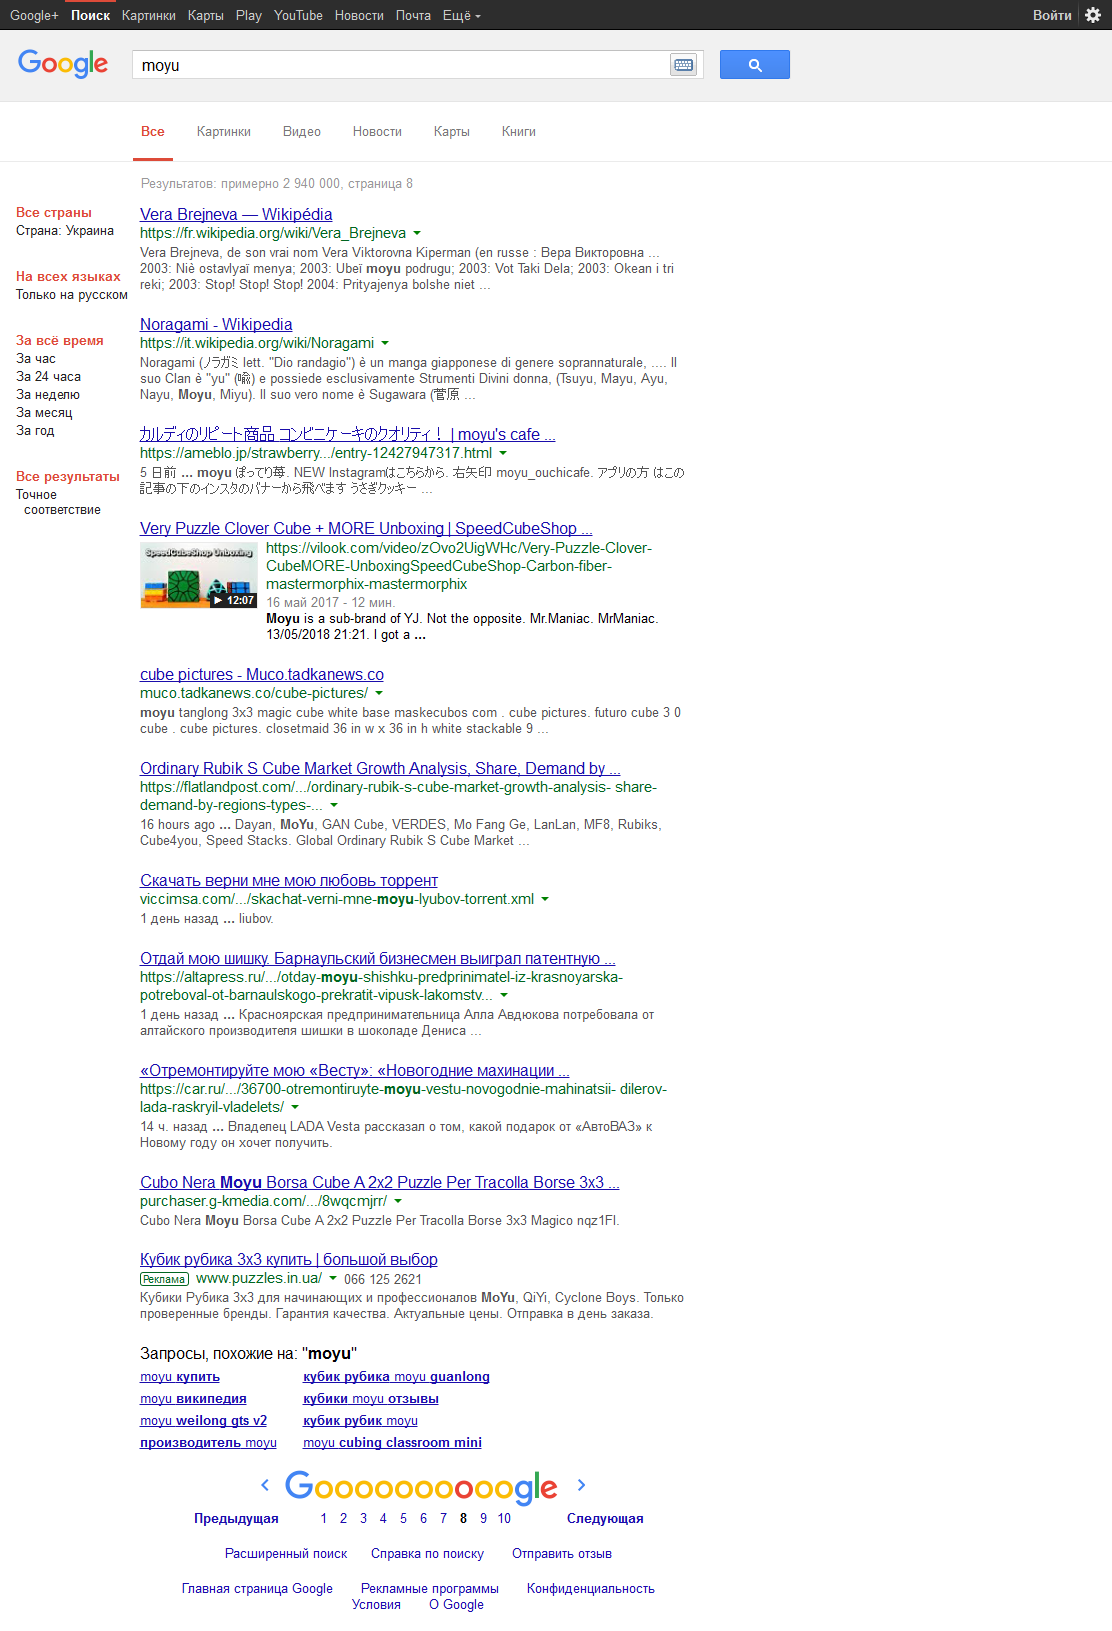 Google+ Поиск Картинки Карты Play YouTube Новости Почта Ещё Войти
Google moyu
Все Картинки Видео Новости Карты Книги
Результатов: примерно 2 940 000, страница 8
Все страны
Страна: Украина
На всех языках
Только на русском
За всё время
За час
За 24 часа
За неделю
За месяц
За год
Все результаты
Точное
соответствие
Vera Brejneva — Wikipédia
https://fr.wikipedia.org/wiki/Vera_Brejneva
Vera Brejneva, de son vrai nom Vera Viktorovna Kiperman (en russe : Вера Викторовна ...
2003: Niè ostavlyaï menya; 2003: Ubeï moyu podrugu; 2003: Vot Taki Dela; 2003: Okean i tri
reki; 2003: Stop! Stop! Stop! 2004: Prityajenya bolshe niet ...
Noragami - Wikipedia
https://it.wikipedia.org/wiki/Noragami
Noragami (ノラガミ lett. "Dio randagio") è un manga giapponese di genere soprannaturale, .... Il
suo Clan è "yu" (喩) e possiede esclusivamente Strumenti Divini donna, (Tsuyu, Mayu, Ayu,
Nayu, Moyu, Miyu). Il suo vero nome è Sugawara (菅原 ...
カルディのリピート商品 コンビニケーキのクオリティ！ | moyu's cafe ...
https://ameblo.jp/strawberry.../entry-12427947317.html
5 日前 ... moyu ぽってり苺. NEW Instagramはこちらから. 右矢印 moyu_ouchicafe. アプリの方 はこの
記事の下のインスタのバナーから飛べます うさぎクッキー ...
Very Puzzle Clover Cube + MORE Unboxing | SpeedCubeShop ...
SpeedCubeShop Unboxing
12:07
https://vilook.com/video/zOvo2UigWHc/Very-Puzzle-Clover-
CubeMORE-UnboxingSpeedCubeShop-Carbon-fiber-
mastermorphix-mastermorphix
16 май 2017 - 12 мин.
Moyu is a sub-brand of YJ. Not the opposite. Mr.Maniac. MrManiac.
13/05/2018 21:21. I got a ...
cube pictures - Muco.tadkanews.co
muco.tadkanews.co/cube-pictures/
moyu tanglong 3x3 magic cube white base maskecubos com . cube pictures. futuro cube 3 0
cube . cube pictures. closetmaid 36 in w x 36 in h white stackable 9 ...
Ordinary Rubik S Cube Market Growth Analysis, Share, Demand by ...
https://flatlandpost.com/.../ordinary-rubik-s-cube-market-growth-analysis- share-
demand-by-regions-types-...
16 hours ago ... Dayan, MoYu, GAN Cube, VERDES, Mo Fang Ge, LanLan, MF8, Rubiks,
Cube4you, Speed Stacks. Global Ordinary Rubik S Cube Market ...
Скачать верни мне мою любовь торрент
viccimsa.com/.../skachat-verni-mne-moyu-lyubov-torrent.xml
1 день назад ... liubov.
Отдай мою шишку. Барнаульский бизнесмен выиграл патентную ...
https://altapress.ru/.../otday-moyu-shishku-predprinimatel-iz-krasnoyarska-
potreboval-ot-barnaulskogo-prekratit-vipusk-lakomstv...
1 день назад ... Красноярская предпринимательница Алла Авдюкова потребовала от
алтайского производителя шишки в шоколаде Дениса ...
«Отремонтируйте мою «Весту»: «Новогодние махинации ...
https://car.ru/.../36700-otremontiruyte-moyu-vestu-novogodnie-mahinatsii- dilerov-
lada-raskryil-vladelets/
14 ч. назад ... Владелец LADA Vesta рассказал о том, какой подарок от «АвтоВАЗ» к
Новому году он хочет получить.
Cubo Nera Moyu Borsa Cube A 2x2 Puzzle Per Tracolla Borse 3x3 ...
purchaser.g-kmedia.com/.../8wqcmjrr/
Cubo Nera Moyu Borsa Cube A 2x2 Puzzle Per Tracolla Borse 3x3 Magico nqz1FI.
Кубик рубика 3х3 купить | большой выбор
Реклама www.puzzles.in.ua/ 066 125 2621
Кубики Рубика 3х3 для начинающих и профессионалов MoYu, QiYi, Cyclone Boys. Только
проверенные бренды. Гарантия качества. Актуальные цены. Отправка в день заказа.
Запросы, похожие на: "moyu"
moyu купить кубик рубика moyu guanlong
moyu википедия кубики moyu отзывы
moyu weilong gts v2 кубик рубик moyu
производитель moyu moyu cubing classroom mini
Goooooooooogle
Предыдущая 1 2 3 4 5 6 7 8 9 10 Следующая
Расширенный поиск Справка по поиску Отправить отзыв
Главная страница Google Рекламные программы Конфиденциальность
Условия О Google